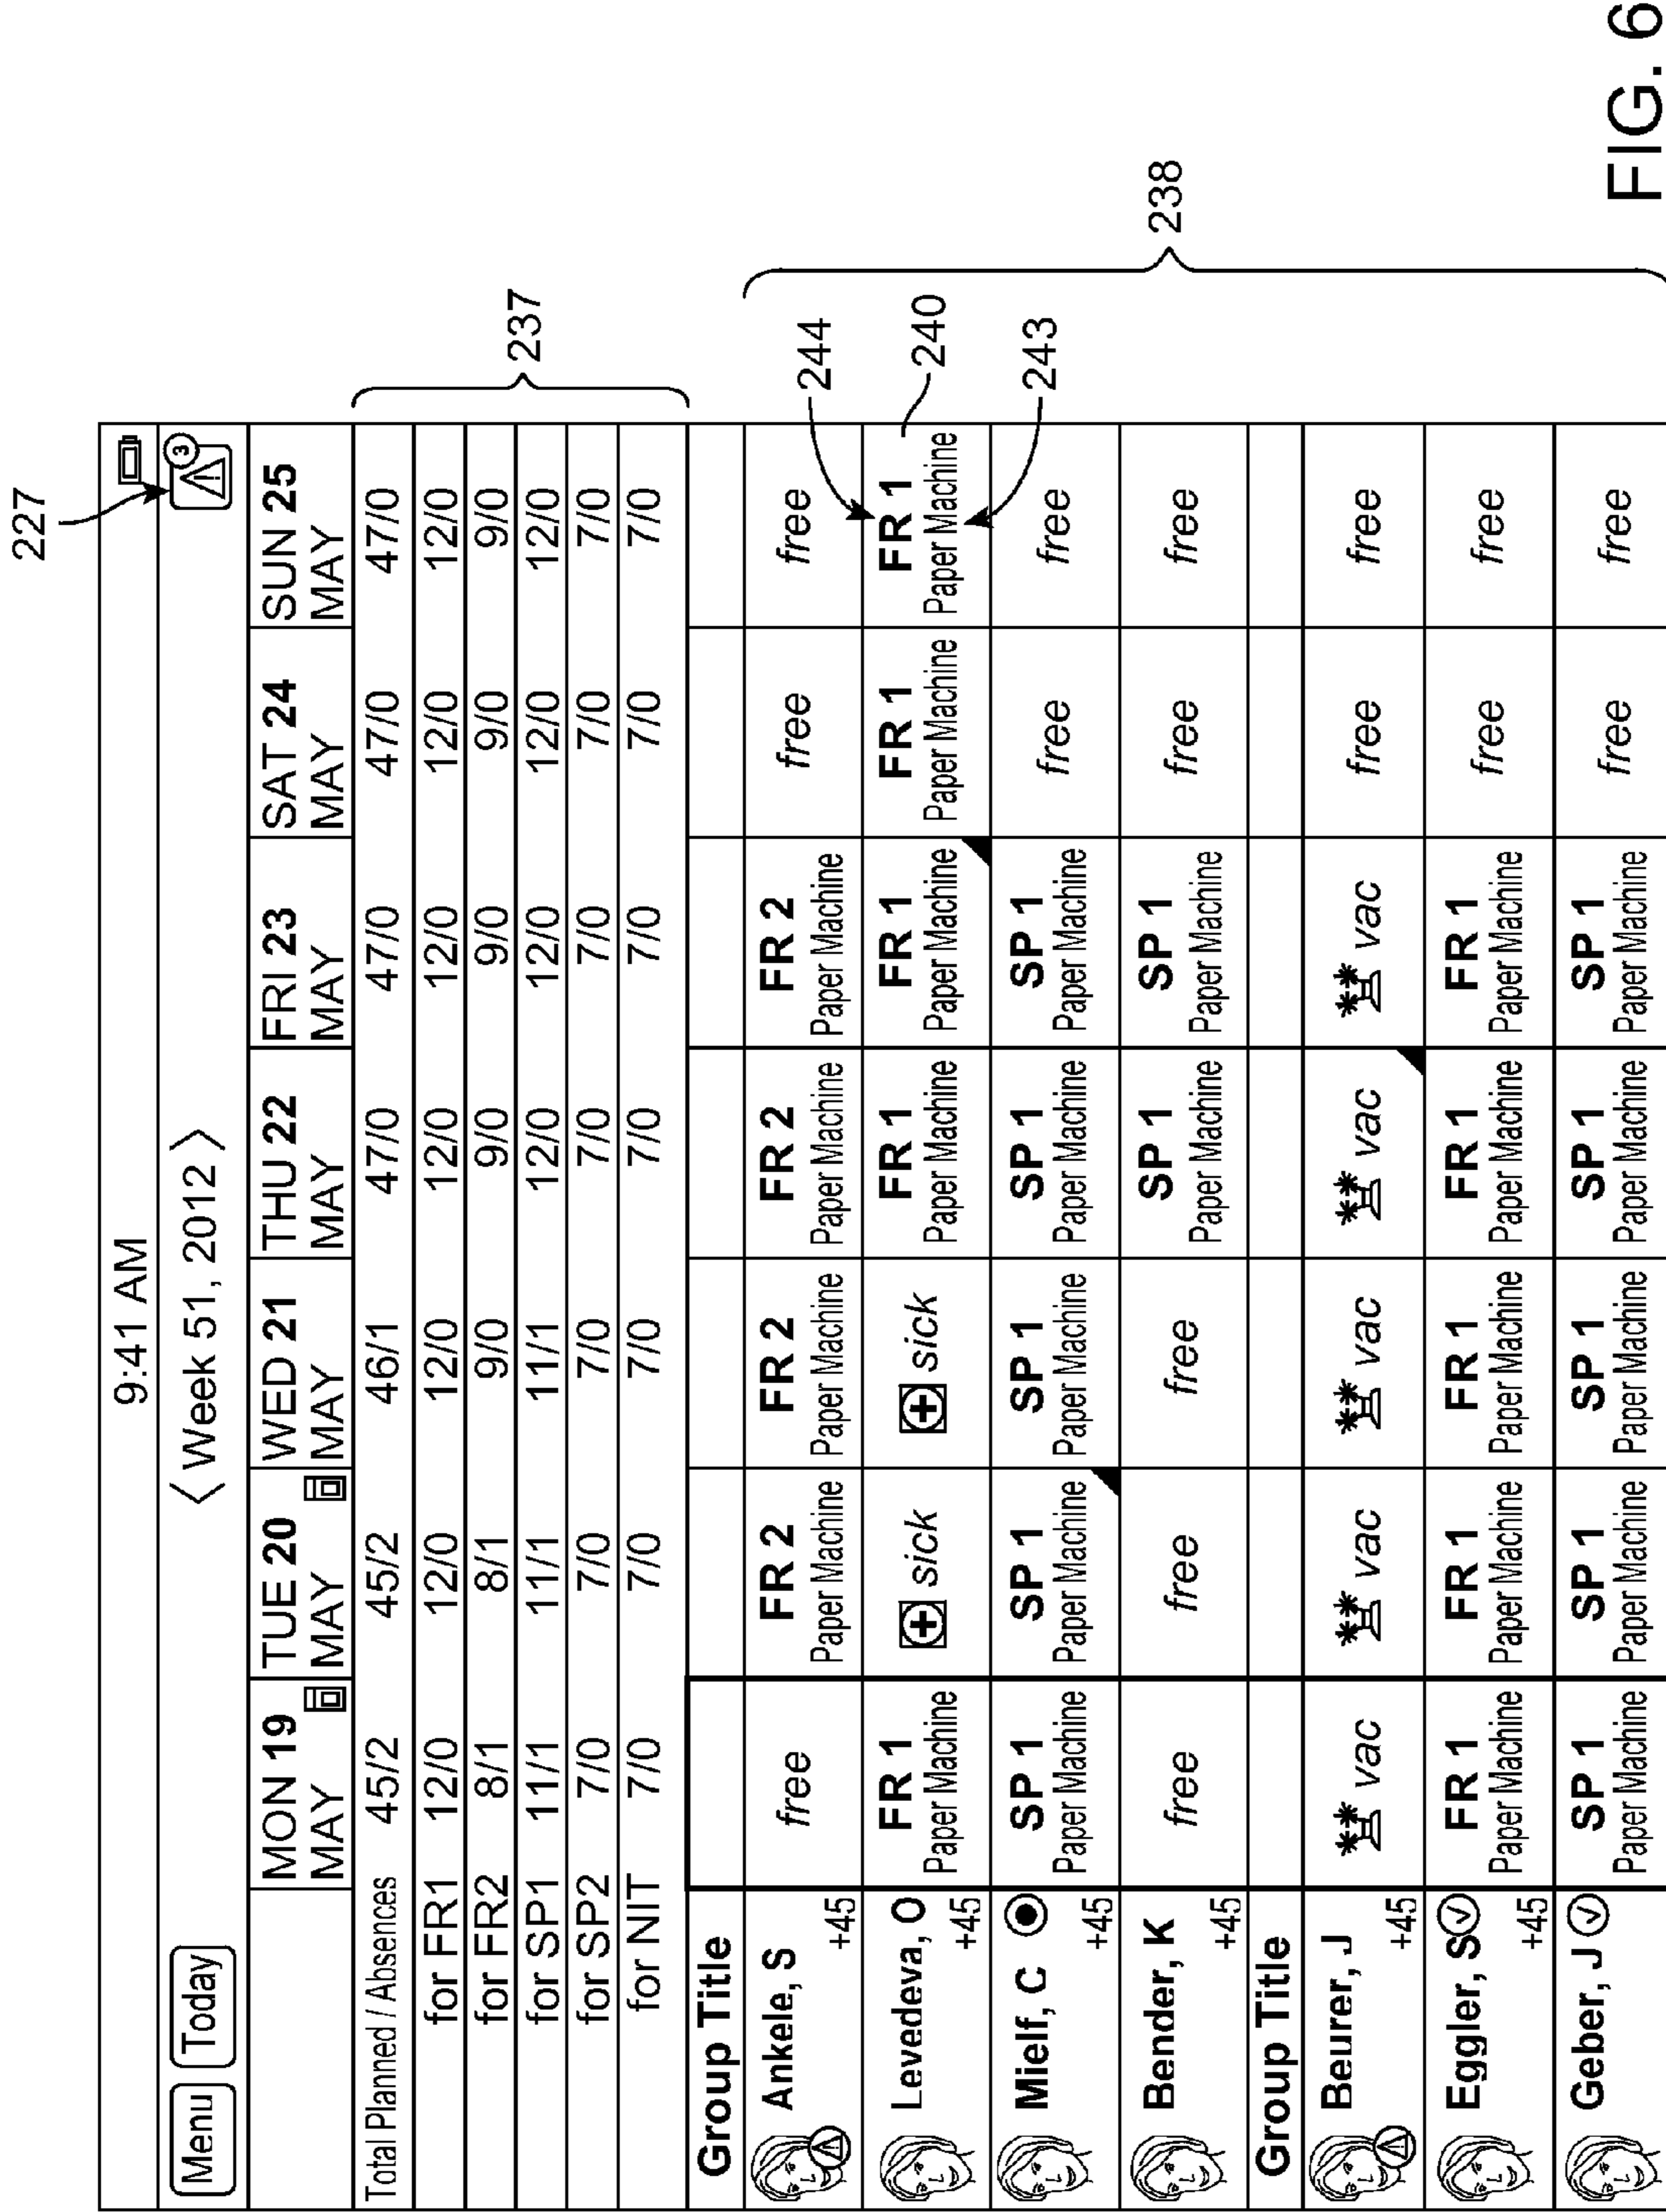 227
9:41 AM
Menu Today < Week 51, 2012 > 3
MON 19 MAY TUE 20 MAY WED 21 MAY THU 22 MAY FRI 23 MAY SAT 24 MAY SUN 25 MAY
Total Planned / Absences 45/2 45/2 46/1 47/0 47/0 47/0 47/0
for FR1 12/0 12/0 12/0 12/0 12/0 12/0 12/0
for FR2 8/1 8/1 9/0 9/0 9/0 9/0 9/0
for SP1 11/1 11/1 11/1 12/0 12/0 12/0 12/0
for SP2 7/0 7/0 7/0 7/0 7/0 7/0 7/0
for NIT 7/0 7/0 7/0 7/0 7/0 7/0 7/0
237
Group Title
Ankele, S free FR 2 FR 2 FR 2 FR 2 free free
+45 Paper Machine Paper Machine Paper Machine Paper Machine
244
Levedeva, O FR 1 sick sick FR 1 FR 1 FR 1 FR 1
+45 Paper Machine Paper Machine Paper Machine Paper Machine Paper Machine
240
243
Mielf, C SP 1 SP 1 SP 1 SP 1 SP 1 free free
+45 Paper Machine Paper Machine Paper Machine Paper Machine Paper Machine
Bender, K free free free SP 1 SP 1 free free
+45 Paper Machine Paper Machine
238
Group Title
Beurer, J vac vac vac vac vac free free
+45
Eggler, S FR 1 FR 1 FR 1 FR 1 FR 1 free free
+45 Paper Machine Paper Machine Paper Machine Paper Machine Paper Machine
Geber, J SP 1 SP 1 SP 1 SP 1 SP 1 free free
Paper Machine Paper Machine Paper Machine Paper Machine Paper Machine
FIG. 6